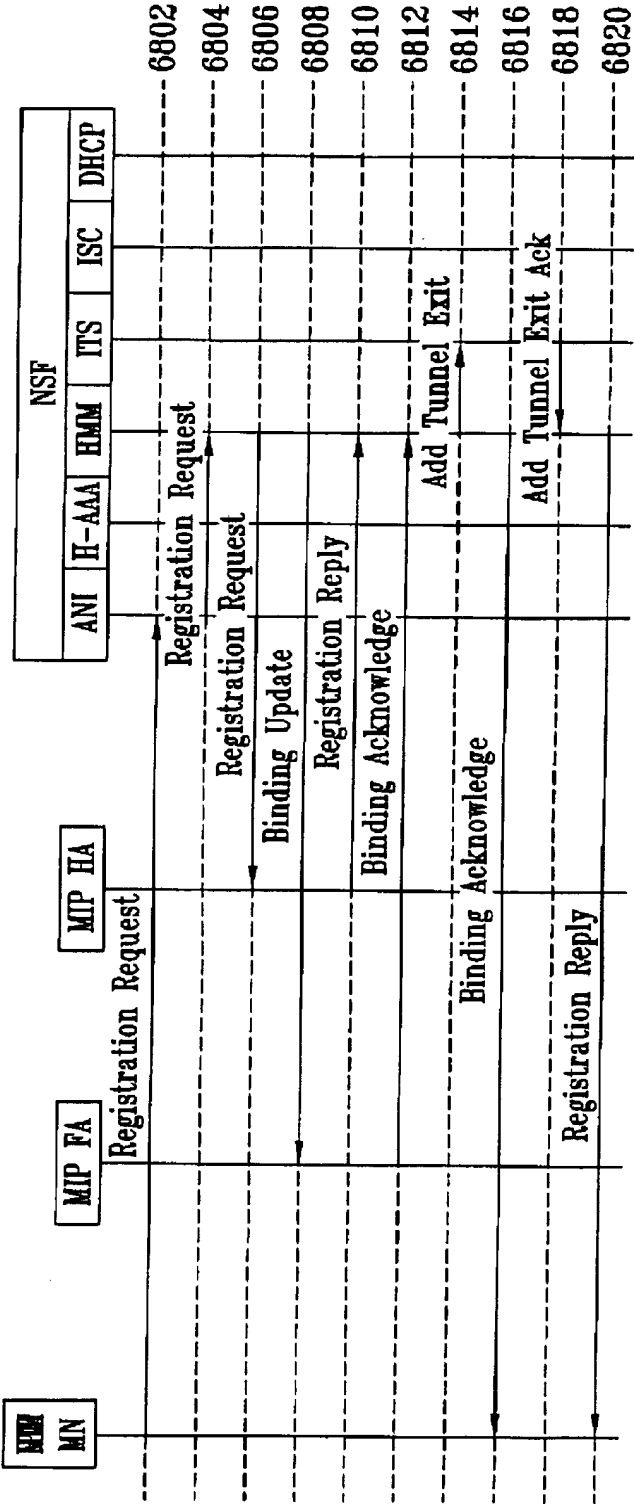 NSF
ANI H-AAA HMM ITS ISC DHCP
MIP HA
MIP FA
MN
Registration Request 6802
Registration Request 6804
Registration Request 6806
Binding Update 6808
Registration Reply 6810
Binding Acknowledge 6812
Add Tunnel Exit 6814
Binding Acknowledge 6816
Add Tunnel Exit Ack 6818
Registration Reply 6820